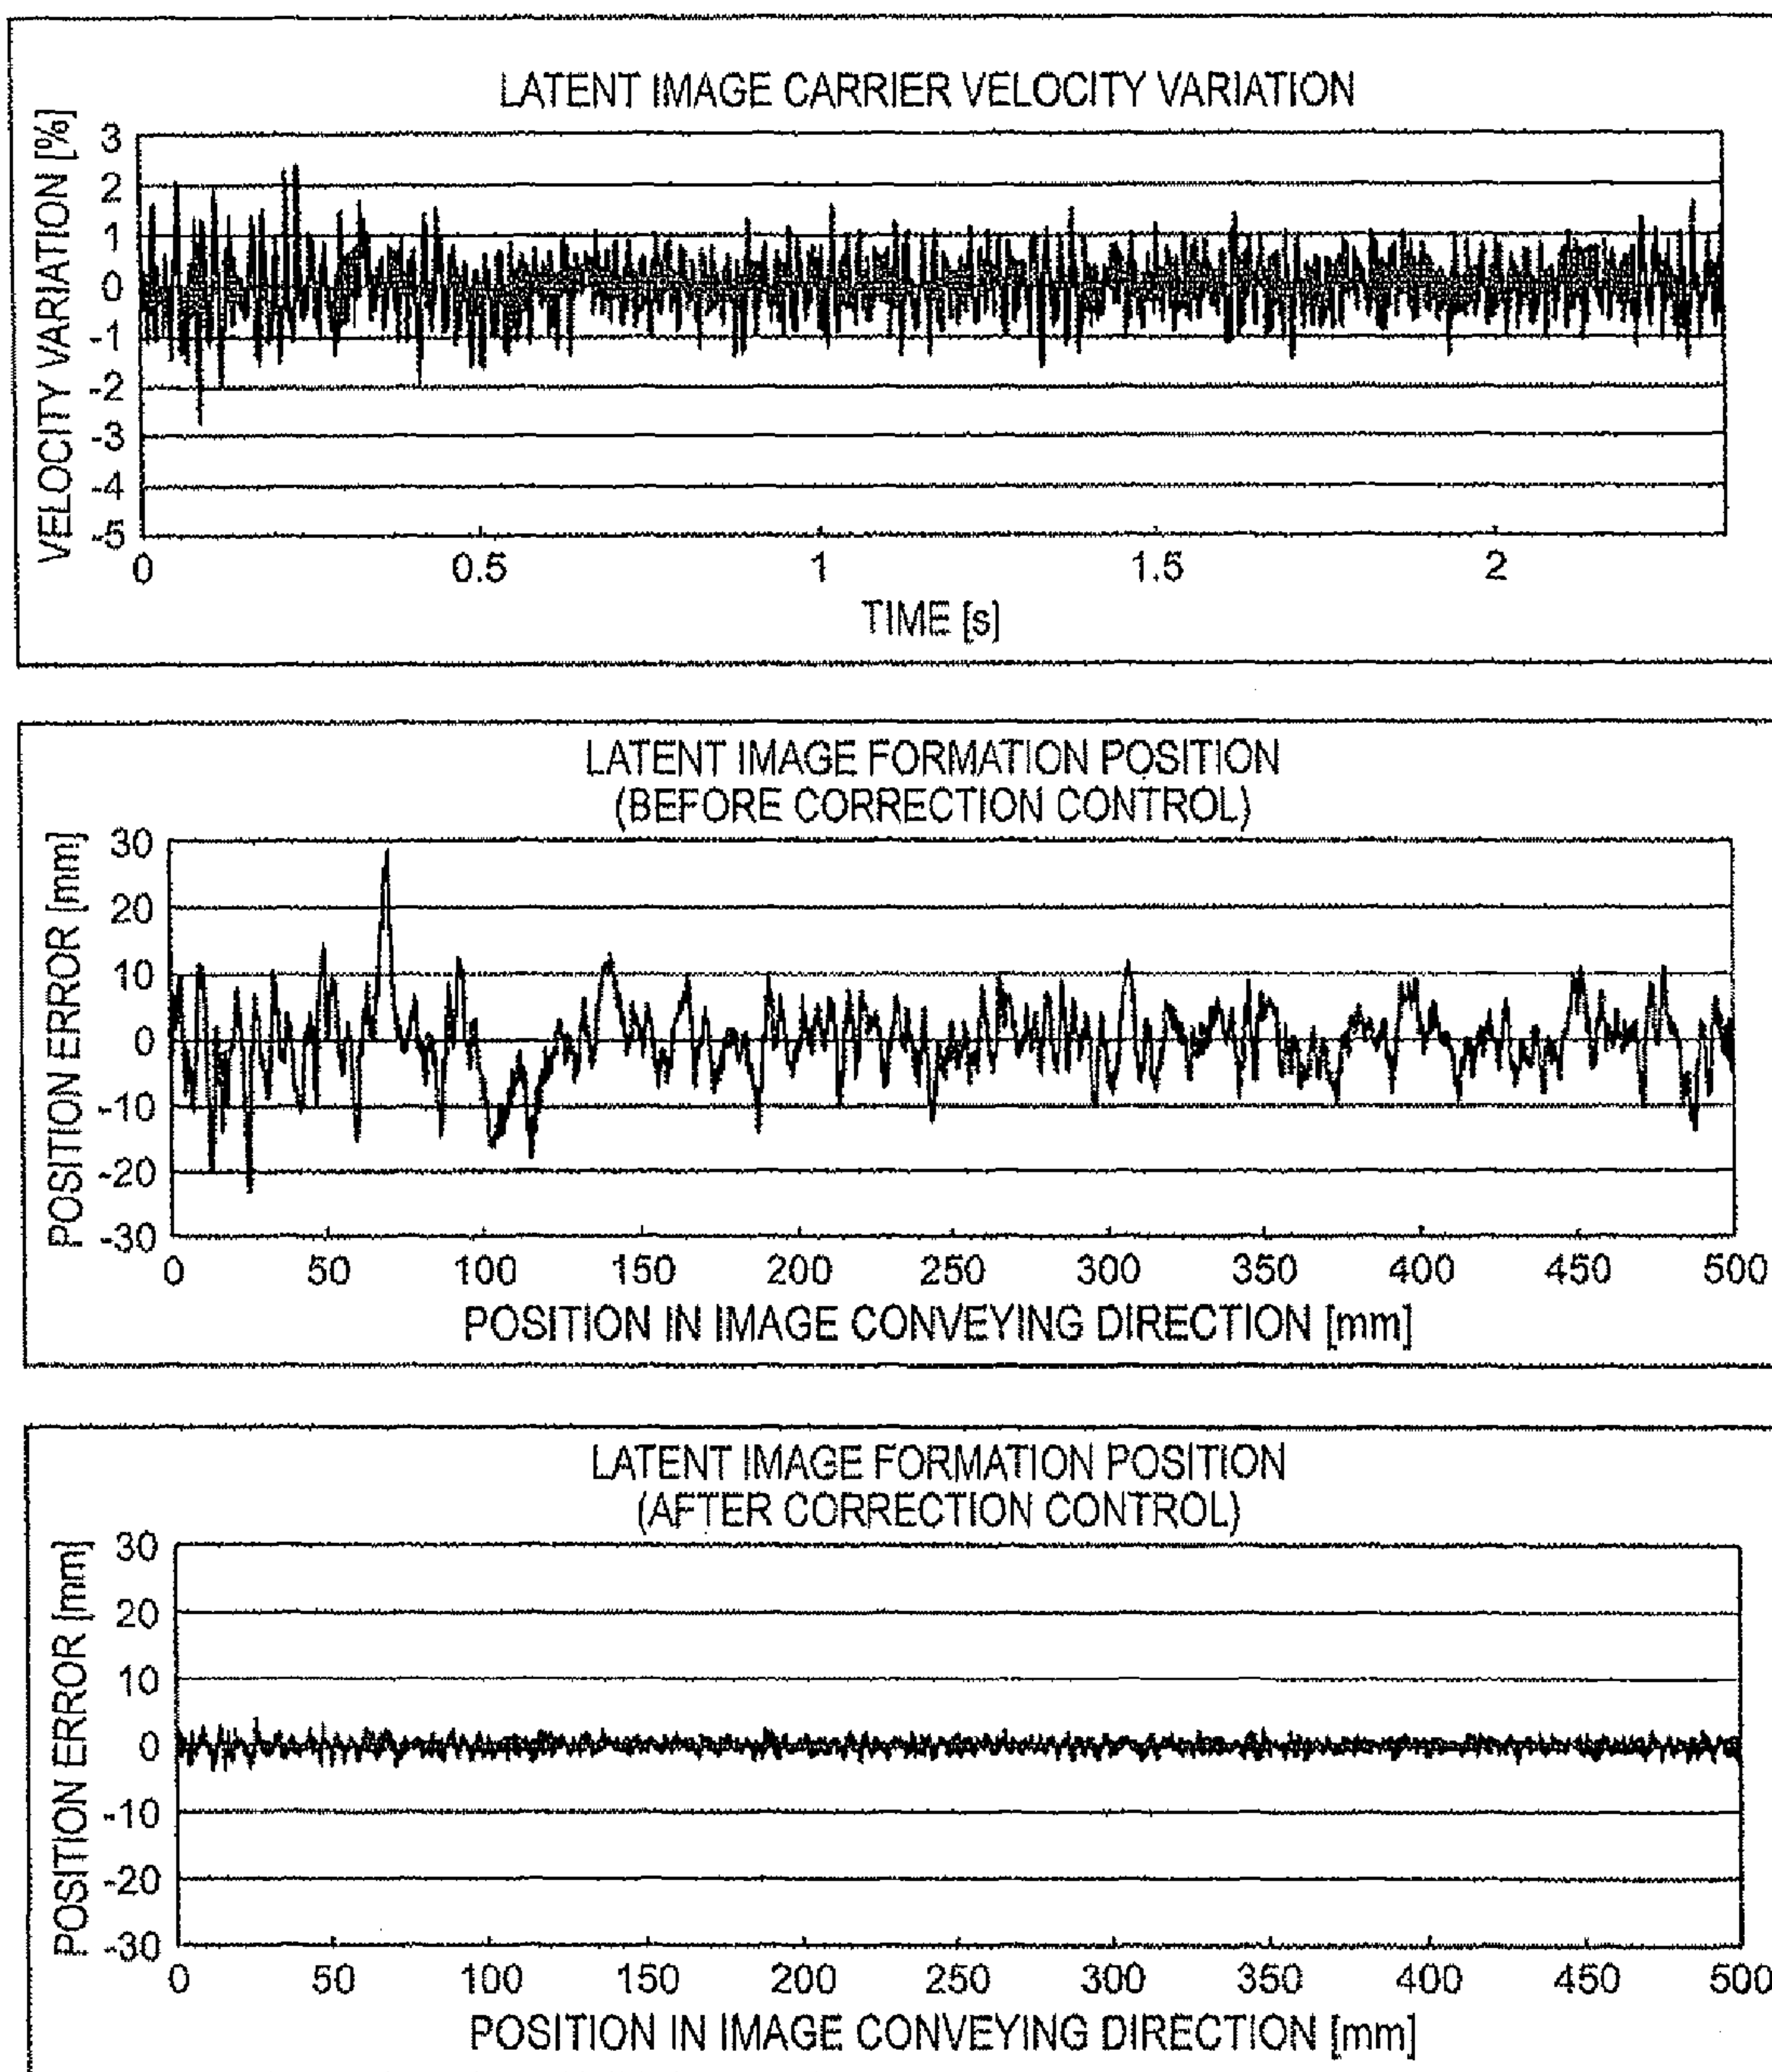 LATENT IMAGE CARRIER VELOCITY VARIATION
VELOCITY VARIATION [%]
3
2
1
0
-1
-2
-3
-4
-5
0 0.5 1 1.5 2
TIME [s]
LATENT IMAGE FORMATION POSITION
(BEFORE CORRECTION CONTROL)
POSITION ERROR [mm]
30
20
10
0
-10
-20
-30
0 50 100 150 200 250 300 350 400 450 500
POSITION IN IMAGE CONVEYING DIRECTION [mm]
LATENT IMAGE FORMATION POSITION
(AFTER CORRECTION CONTROL)
POSITION ERROR [mm]
30
20
10
0
-10
-20
-30
0 50 100 150 200 250 300 350 400 450 500
POSITION IN IMAGE CONVEYING DIRECTION [mm]